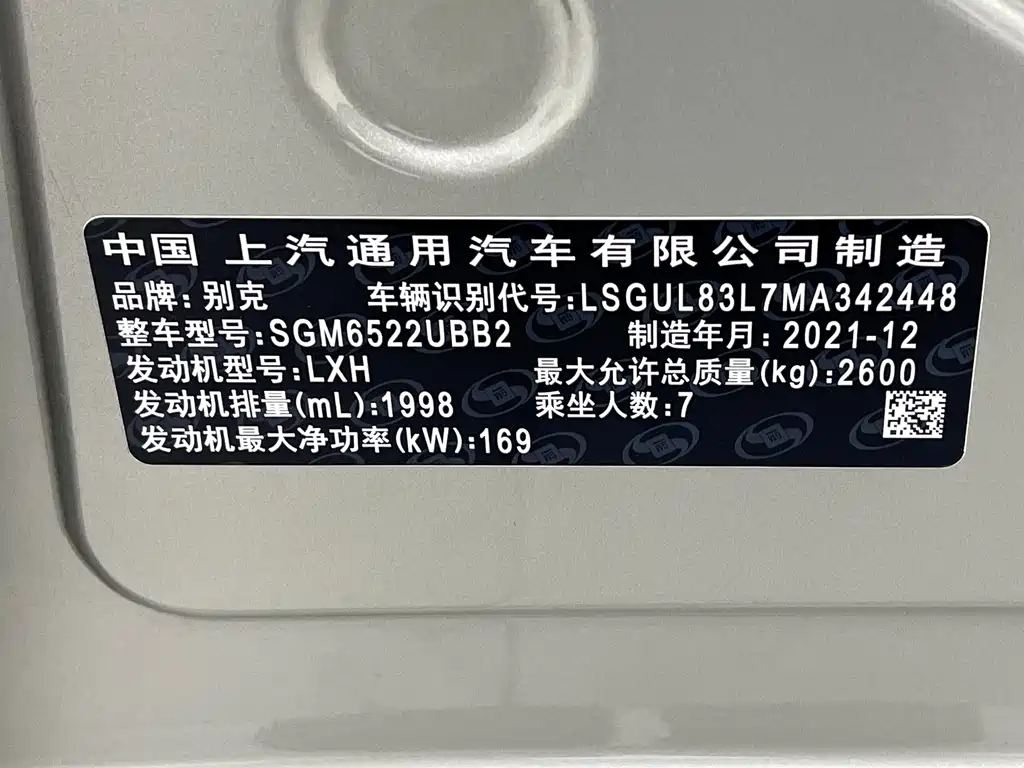 中国 上汽通用汽车有限公司制造
品牌: 别克 车辆识别代号:LSGUL83L7MA342448
整车型号:SGM6522UBB2 制造年月: 2021-12
发动机型号:LXH 最大允许总质量(kg):2600
发动机排量(mL):1998 乘坐人数:7
发动机最大净功率(kW):169